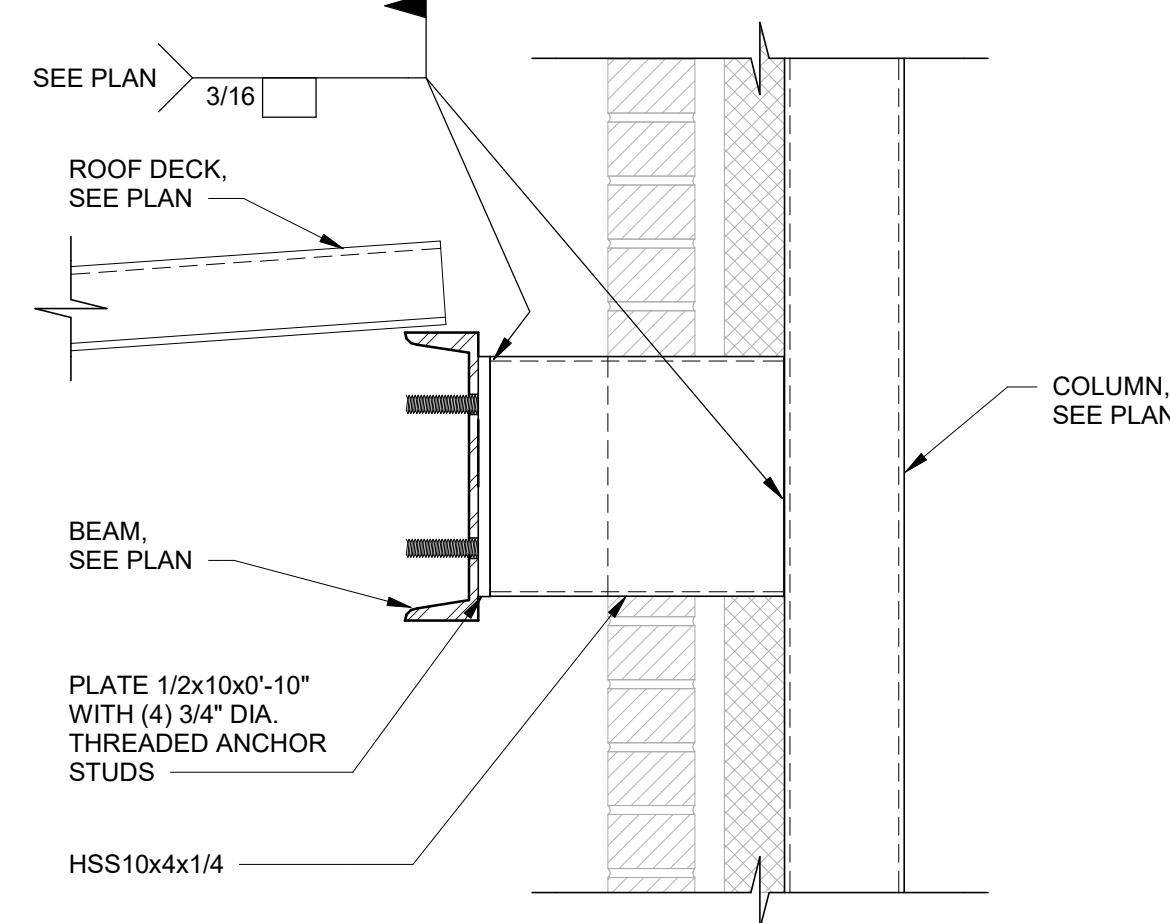 SEE PLAN
3/16
ROOF DECK,
SEE PLAN
COLUMN,
SEE PLAN
BEAM,
SEE PLAN
PLATE 1/2x10x0'-10"
WITH (4) 3/4" DIA.
THREADED ANCHOR
STUDS
HSS10x4x1/4